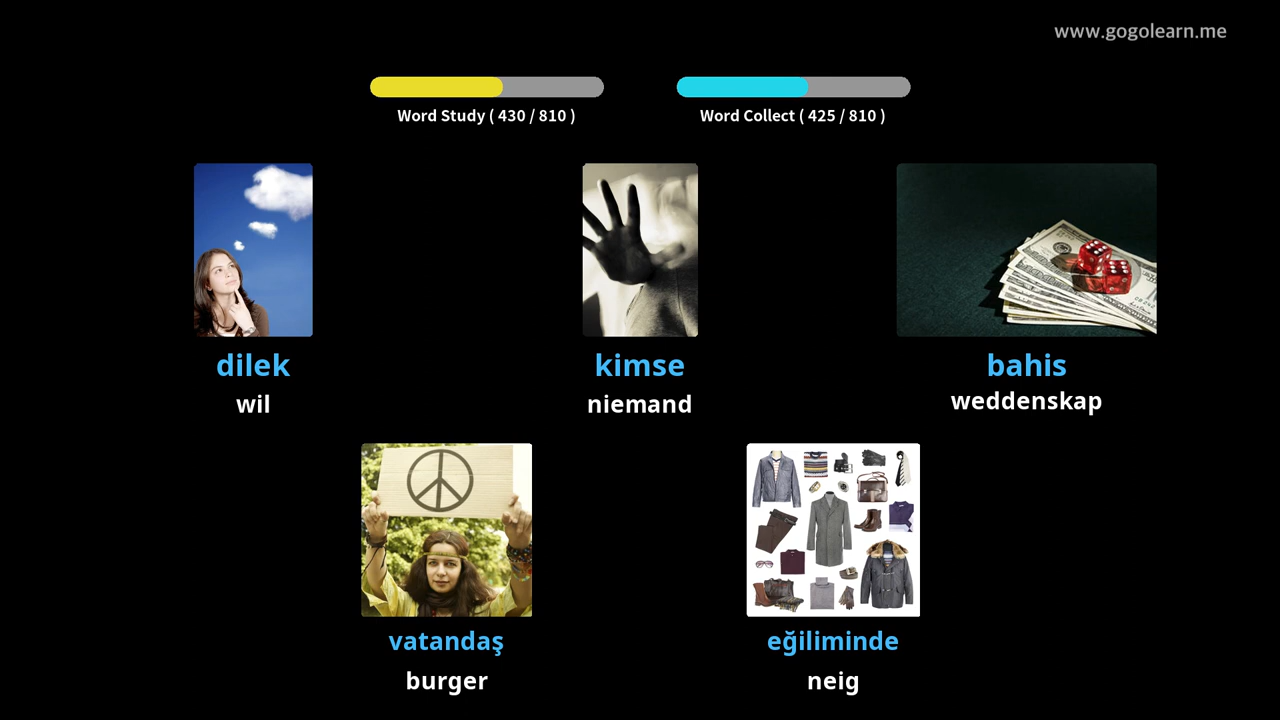 www.gogolearn.me
Word Study ( 430 / 810 )
Word Collect ( 425 / 810 )
dilek
wil
kimse
niemand
bahis
weddenskap
vatandaş
burger
eğiliminde
neig